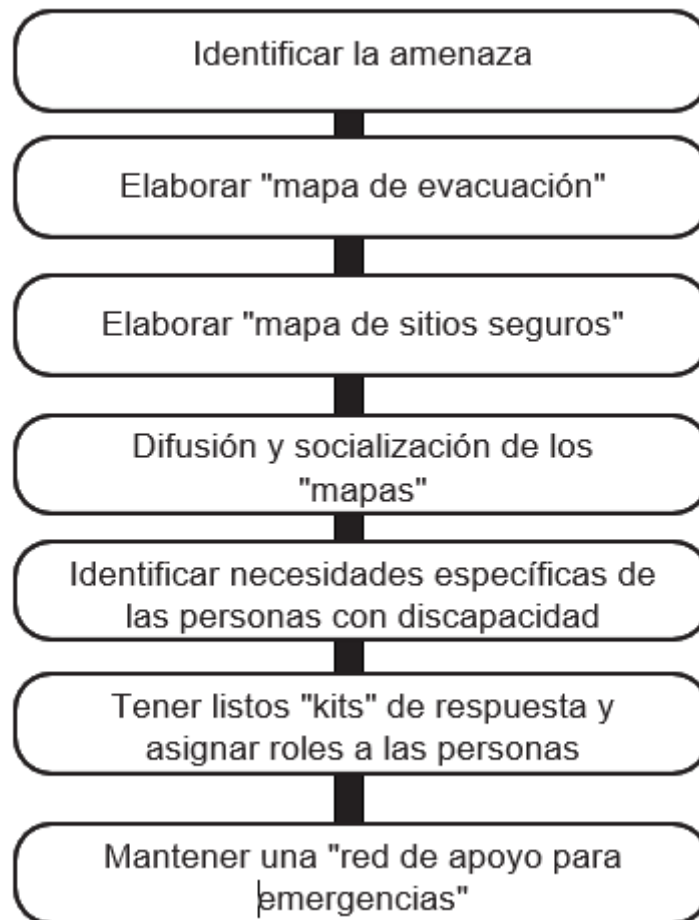 Identificar la amenaza
Elaborar "mapa de evacuación"
Elaborar "mapa de sitios seguros"
Difusión y socialización de los
"mapas"
Identificar necesidades específicas de
las personas con discapacidad
Tener listos "kits" de respuesta y
asignar roles a las personas
Mantener una "red de apoyo para
emergencias"